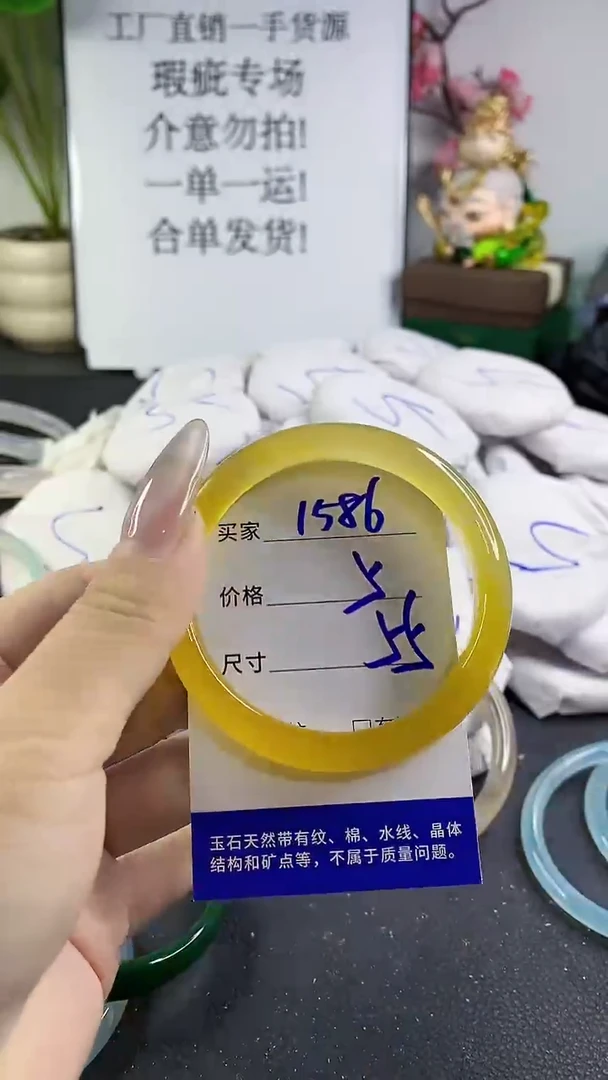 工厂直销一手货源
瑕疵专场
介意勿拍!
一单一运!
合单发货!
买家 1586
价格
尺寸
玉石天然带有纹、棉、水线、晶体
结构和矿点等，不属于质量问题。